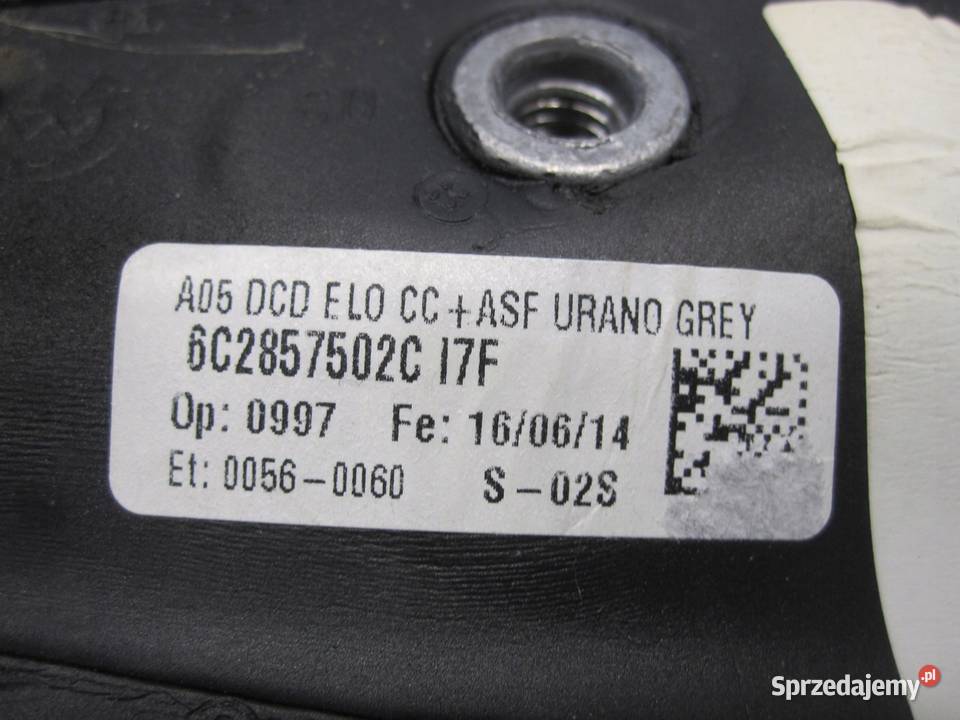 A05 DCD ELO CC+ASF URANO GREY
6C2857502C I7F
Op: 0997 Fe: 16/06/14
Et: 0056-0060 S-02S
Sprzedajemy.pl